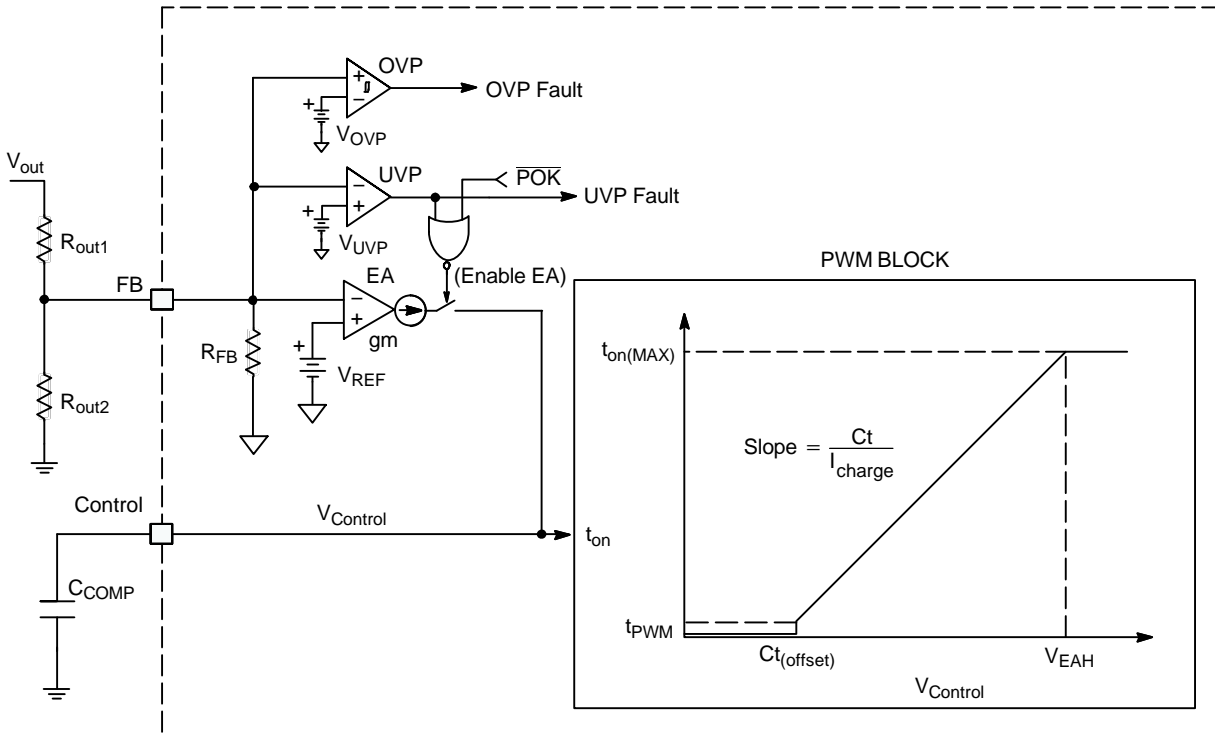 OVP
+
−
OVP Fault
+
V_OVP
V_out
UVP
POK
−
+
UVP Fault
+
V_UVP
R_out1
EA
(Enable EA)
PWM BLOCK
FB
−
+
gm
R_FB
+
V_REF
t_on(MAX)
R_out2
Slope = Ct / I_charge
Control
V_Control
t_on
C_COMP
t_PWM
Ct_(offset)
V_EAH
V_Control